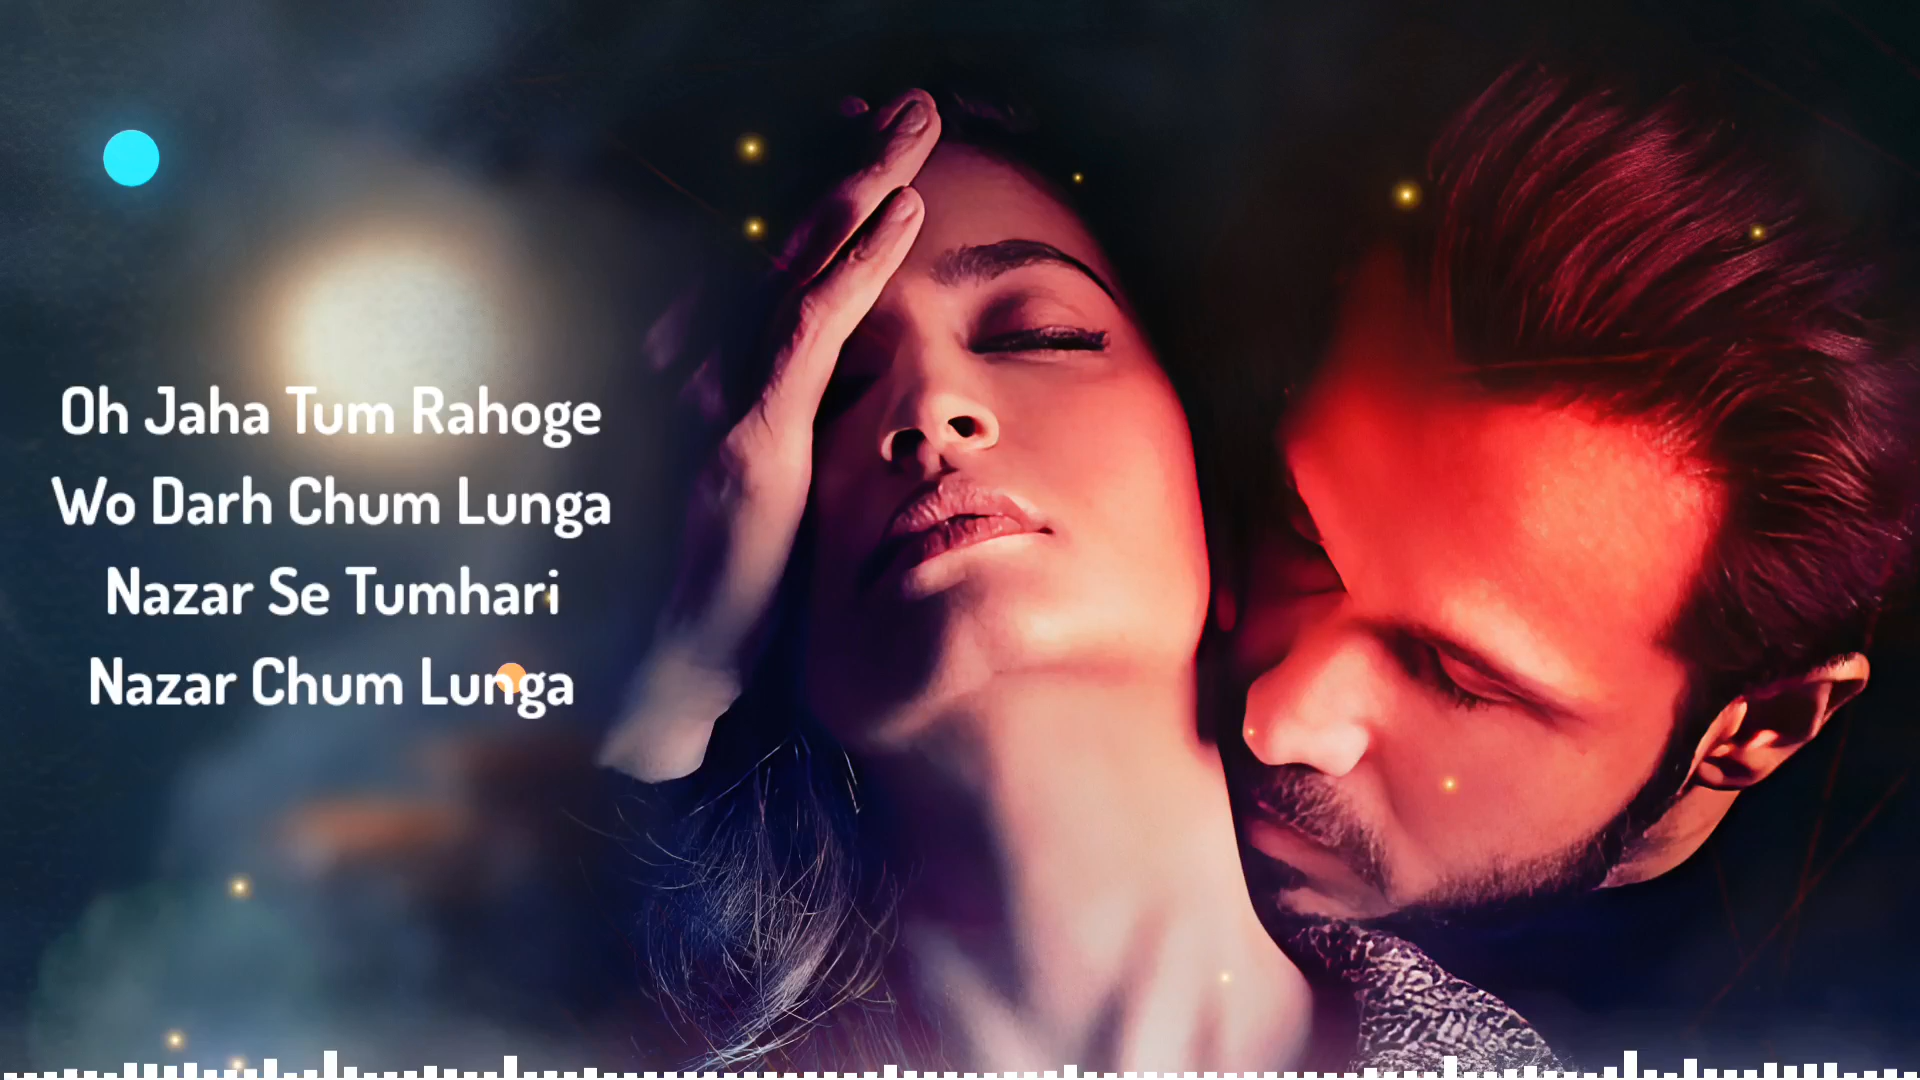 Oh Jaha Tum Rahoge
Wo Darh Chum Lunga
Nazar Se Tumhari
Nazar Chum Lunga